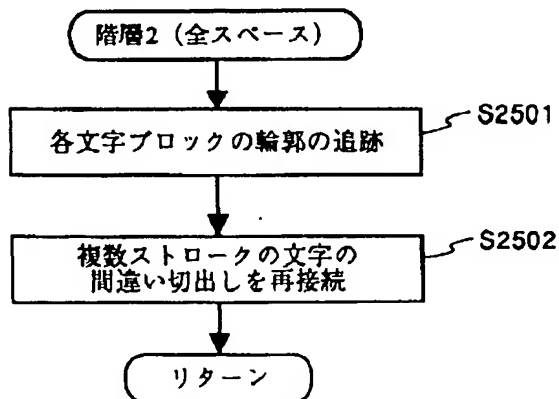 階層2（全スペース）
各文字ブロックの輪郭の追跡
S2501
複数ストロークの文字の
間違い切出しを再接続
S2502
リターン